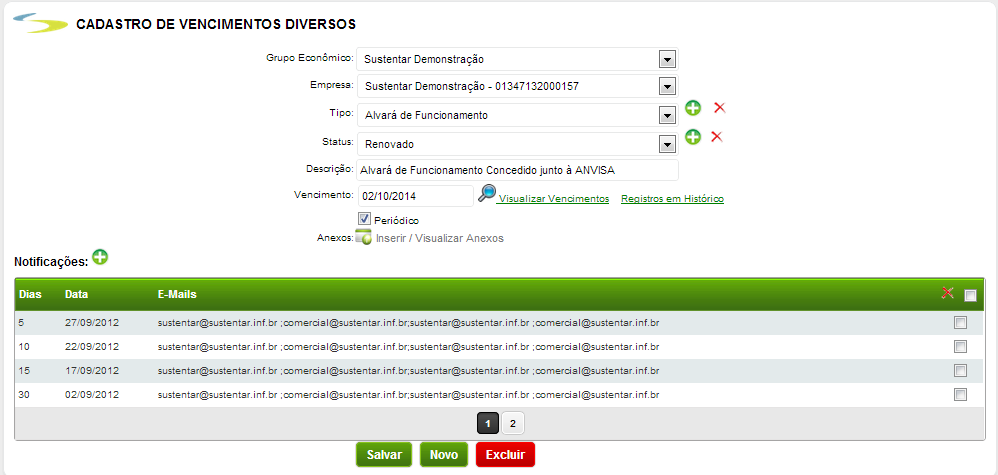 CADASTRO DE VENCIMENTOS DIVERSOS
Grupo Econômico: Sustentar Demonstração
Empresa: Sustentar Demonstração - 01347132000157
Tipo: Alvará de Funcionamento
Status: Renovado
Descrição: Alvará de Funcionamento Concedido junto à ANVISA
Vencimento: 02/10/2014 Visualizar Vencimentos Registros em Histórico
Periódico
Anexos: Inserir / Visualizar Anexos
Notificações:
Dias Data E-Mails
5 27/09/2012 sustentar@sustentar.inf.br ;comercial@sustentar.inf.br;sustentar@sustentar.inf.br ;comercial@sustentar.inf.br
10 22/09/2012 sustentar@sustentar.inf.br ;comercial@sustentar.inf.br;sustentar@sustentar.inf.br ;comercial@sustentar.inf.br
15 17/09/2012 sustentar@sustentar.inf.br ;comercial@sustentar.inf.br;sustentar@sustentar.inf.br ;comercial@sustentar.inf.br
30 02/09/2012 sustentar@sustentar.inf.br ;comercial@sustentar.inf.br;sustentar@sustentar.inf.br ;comercial@sustentar.inf.br
1 2
Salvar Novo Excluir